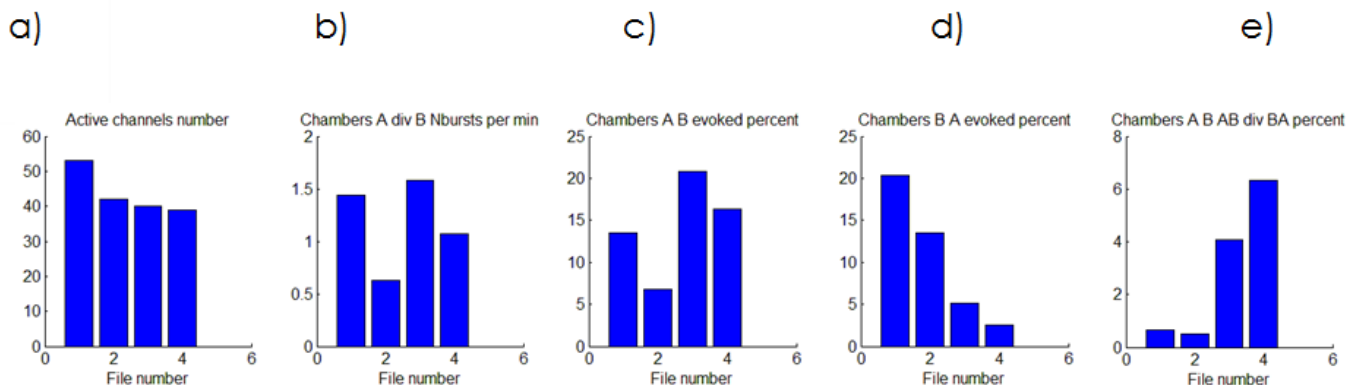 a) b) c) d) e)
Active channels number
60
50
40
30
20
10
0
0 2 4 6
File number
Chambers A div B Nbursts per min
2
1.5
1
0.5
0
0 2 4 6
File number
Chambers A B evoked percent
25
20
15
10
5
0
0 2 4 6
File number
Chambers B A evoked percent
25
20
15
10
5
0
0 2 4 6
File number
Chambers A B AB div BA percent
8
6
4
2
0
0 2 4 6
File number